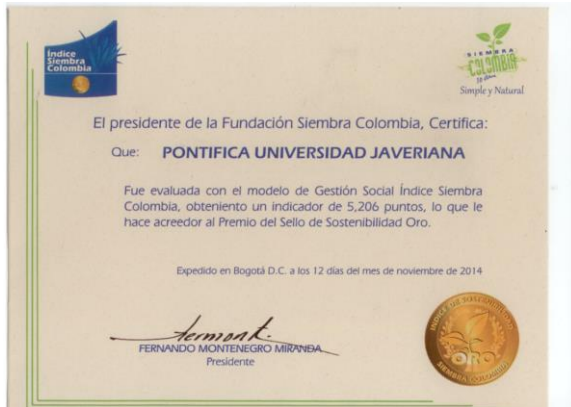 Índice
Siembra
Colombia
SIEMBRA
COLOMBIA
Simple y Natural
El presidente de la Fundación Siembra Colombia, Certifica:
Que: PONTIFICA UNIVERSIDAD JAVERIANA
Fue evaluada con el modelo de Gestión Social Índice Siembra
Colombia, obteniento un indicador de 5,206 puntos, lo que le
hace acreedor al Premio del Sello de Sostenibilidad Oro.
Expedido en Bogotá D.C. a los 12 días del mes de noviembre de 2014
FERNANDO MONTENEGRO MIRANDA
Presidente
INDICE DE SOSTENIBILIDAD
ORO
SIEMBRA COLOMBIA